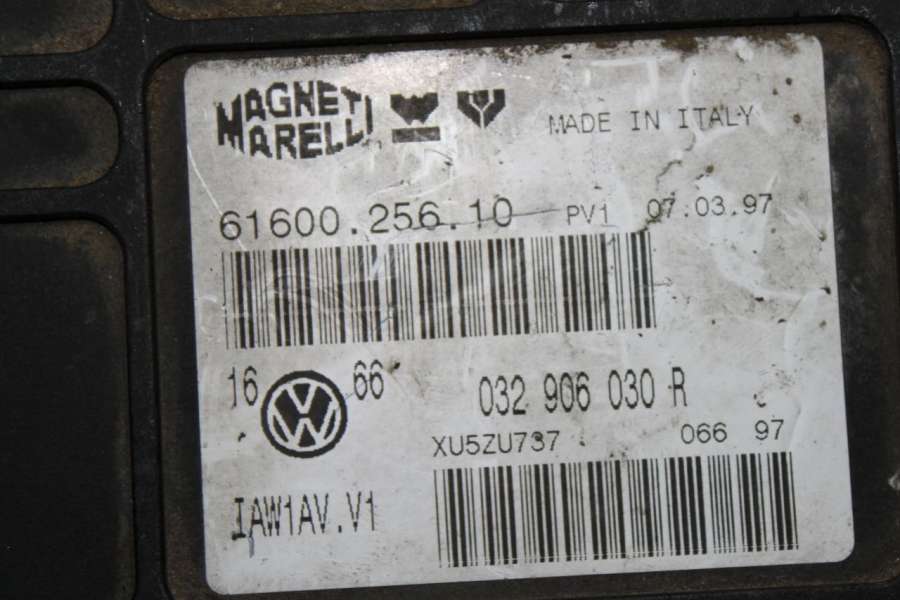 MAGNETI MARELLI
MADE IN ITALY
61600.256.10 PV1 07.03.97
16 66
032 906 030 R
XU5ZU737 066 97
IAW1AV.V1